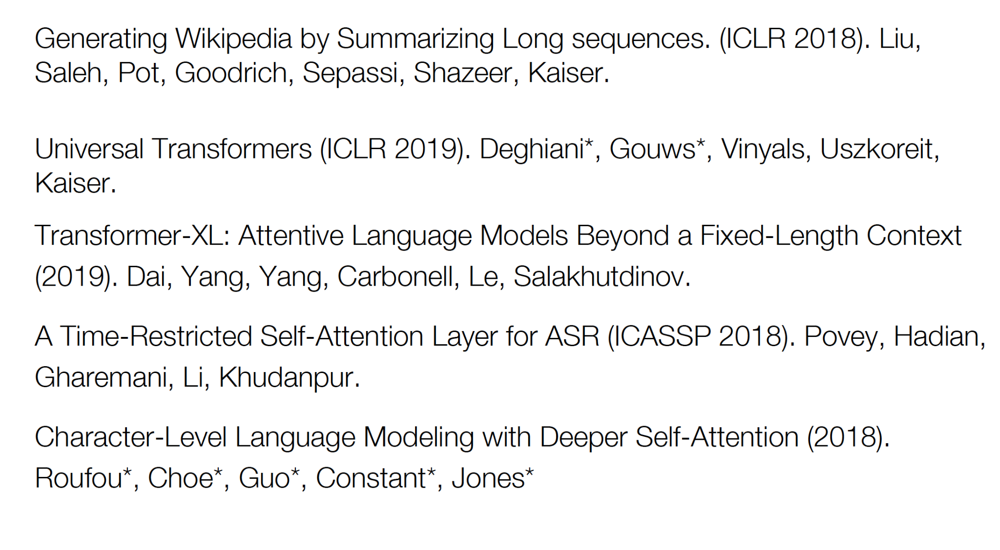 Generating Wikipedia by Summarizing Long sequences. (ICLR 2018). Liu,
Saleh, Pot, Goodrich, Sepassi, Shazeer, Kaiser.
Universal Transformers (ICLR 2019). Deghiani*, Gouws*, Vinyals, Uszkoreit,
Kaiser.
Transformer-XL: Attentive Language Models Beyond a Fixed-Length Context
(2019). Dai, Yang, Yang, Carbonell, Le, Salakhutdinov.
A Time-Restricted Self-Attention Layer for ASR (ICASSP 2018). Povey, Hadian,
Gharemani, Li, Khudanpur.
Character-Level Language Modeling with Deeper Self-Attention (2018).
Roufou*, Choe*, Guo*, Constant*, Jones*